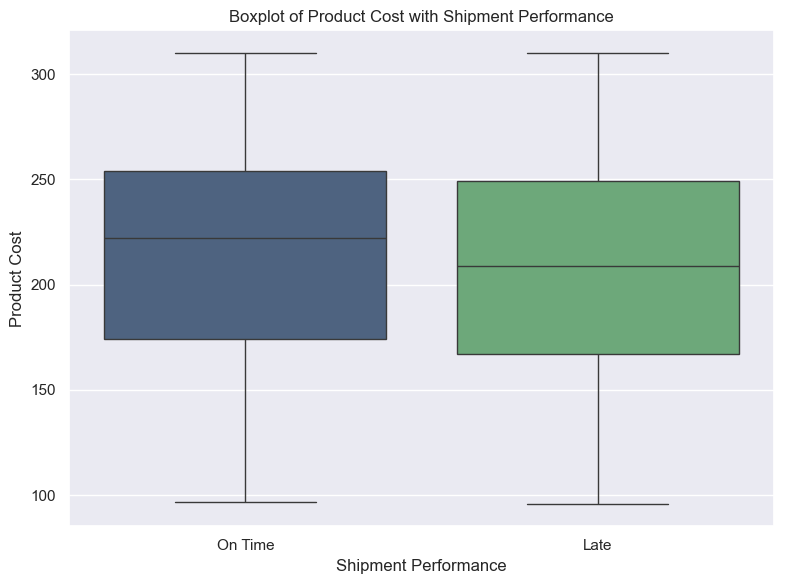 Boxplot of Product Cost with Shipment Performance
300
250
200
150
100
Product Cost
On Time
Late
Shipment Performance